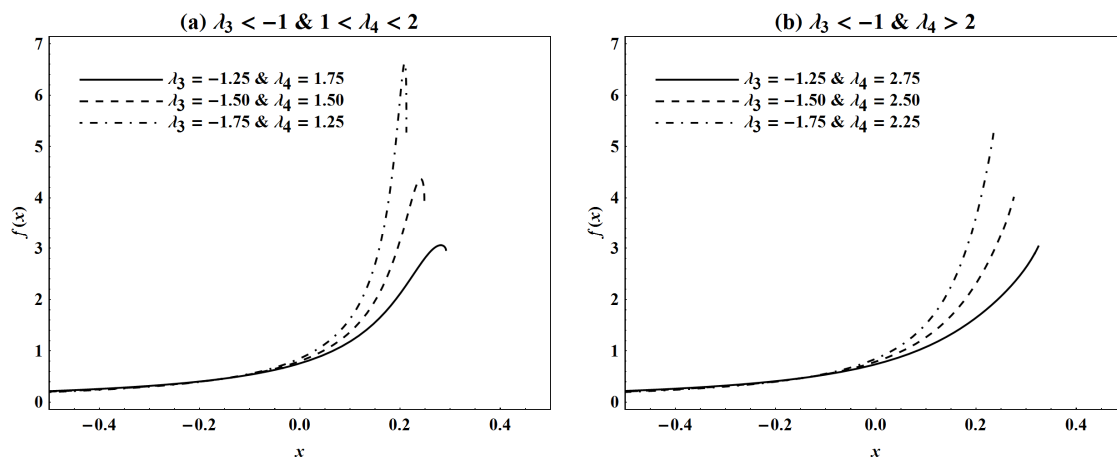 (a) λ3 < −1 & 1 < λ4 < 2
7
6
5
4
3
2
1
0
f(x)
λ3 = −1.25 & λ4 = 1.75
λ3 = −1.50 & λ4 = 1.50
λ3 = −1.75 & λ4 = 1.25
−0.4 −0.2 0.0 0.2 0.4
x
(b) λ3 < −1 & λ4 > 2
7
6
5
4
3
2
1
0
f(x)
λ3 = −1.25 & λ4 = 2.75
λ3 = −1.50 & λ4 = 2.50
λ3 = −1.75 & λ4 = 2.25
−0.4 −0.2 0.0 0.2 0.4
x